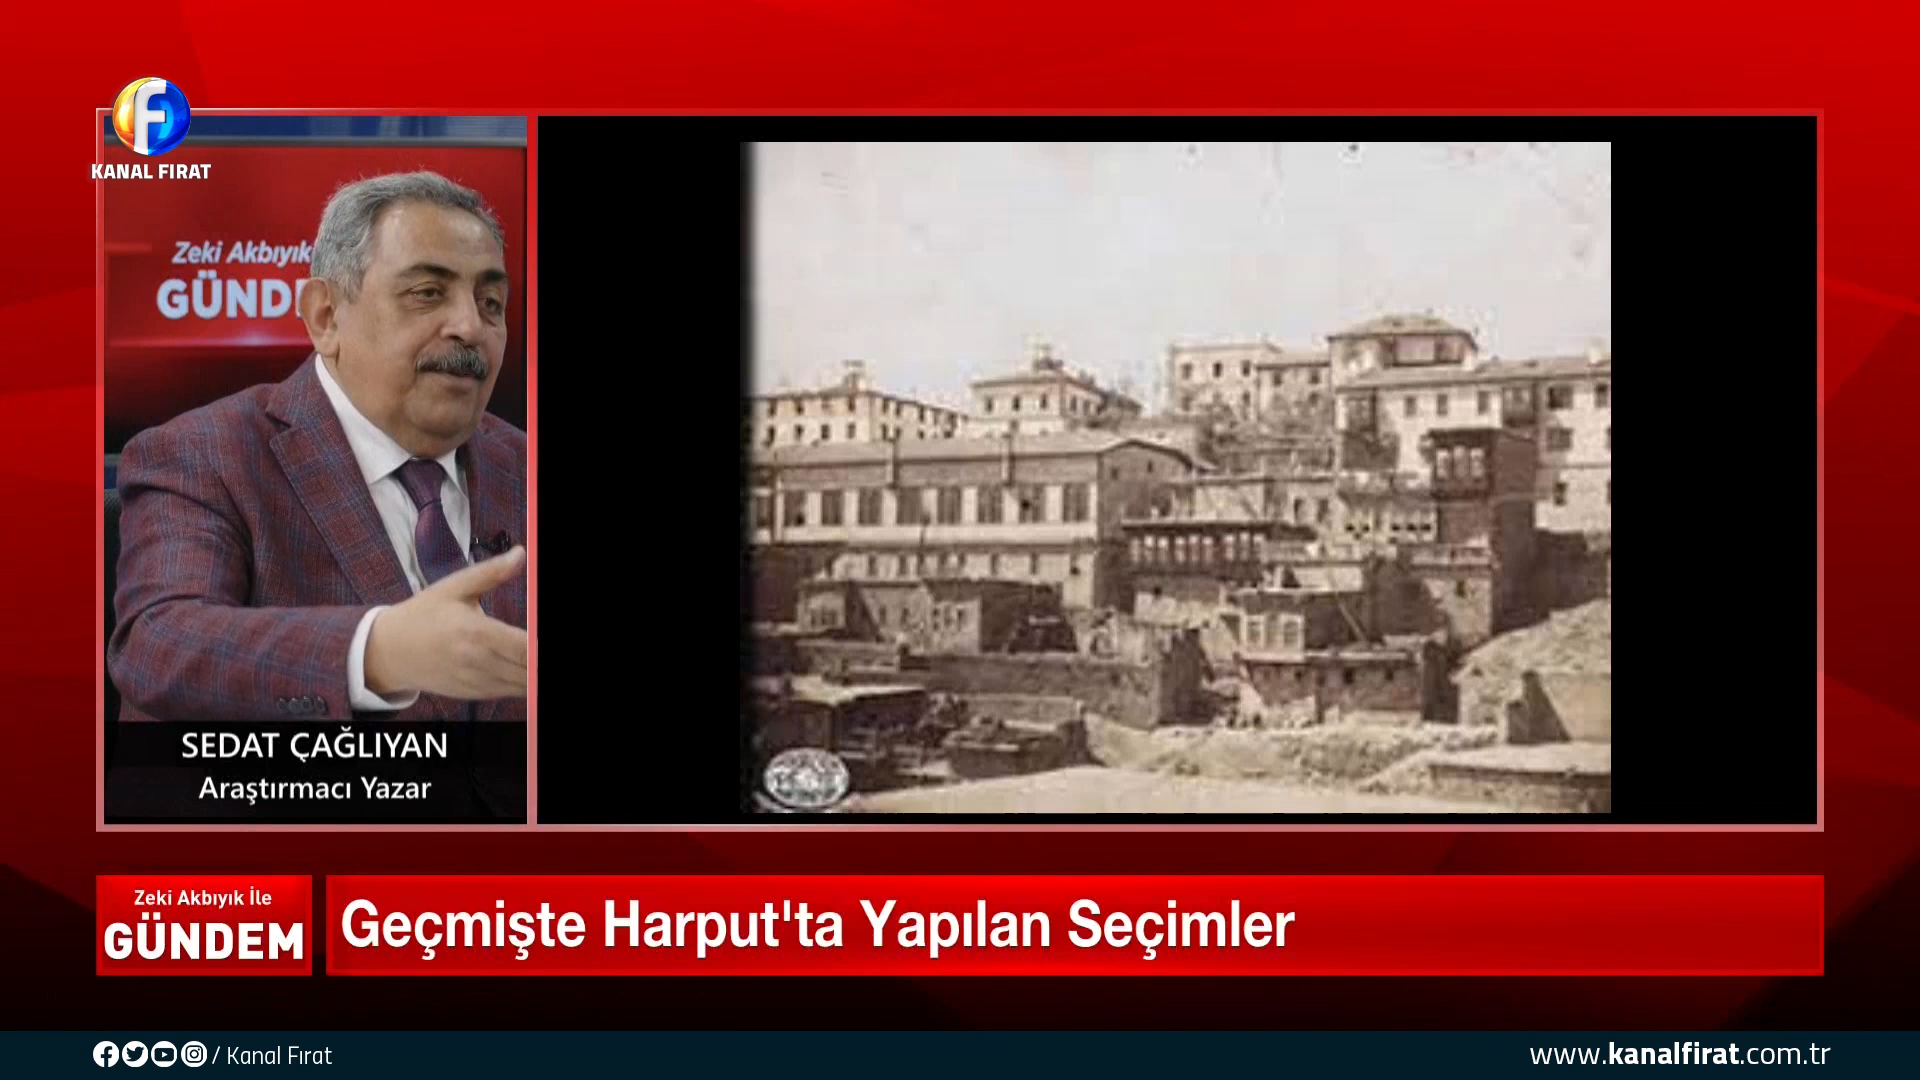 KANAL FIRAT
Zeki Akbıyık
GÜND
SEDAT ÇAĞLIYAN
Araştırmacı Yazar
Zeki Akbıyık İle
GÜNDEM
Geçmişte Harput'ta Yapılan Seçimler
/ Kanal Fırat
www.kanalfirat.com.tr